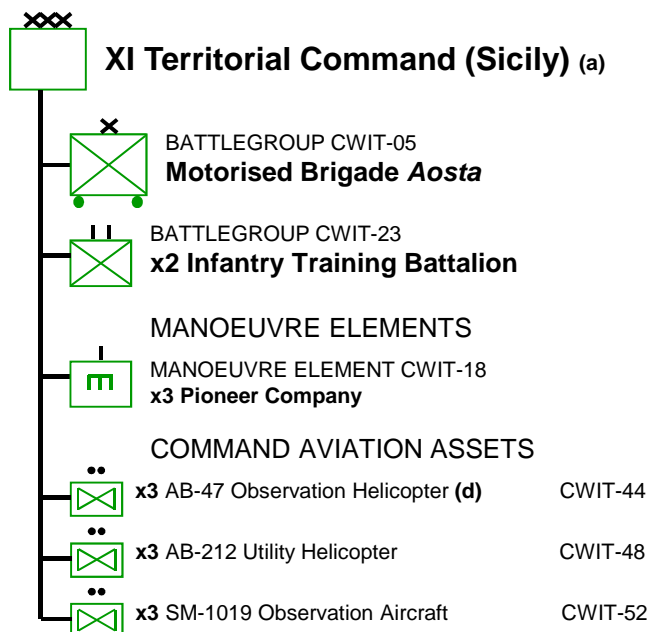 XI Territorial Command (Sicily) (a)
BATTLEGROUP CWIT-05
Motorised Brigade Aosta
BATTLEGROUP CWIT-23
x2 Infantry Training Battalion
MANOEUVRE ELEMENTS
MANOEUVRE ELEMENT CWIT-18
x3 Pioneer Company
COMMAND AVIATION ASSETS
x3 AB-47 Observation Helicopter (d) CWIT-44
x3 AB-212 Utility Helicopter CWIT-48
x3 SM-1019 Observation Aircraft CWIT-52